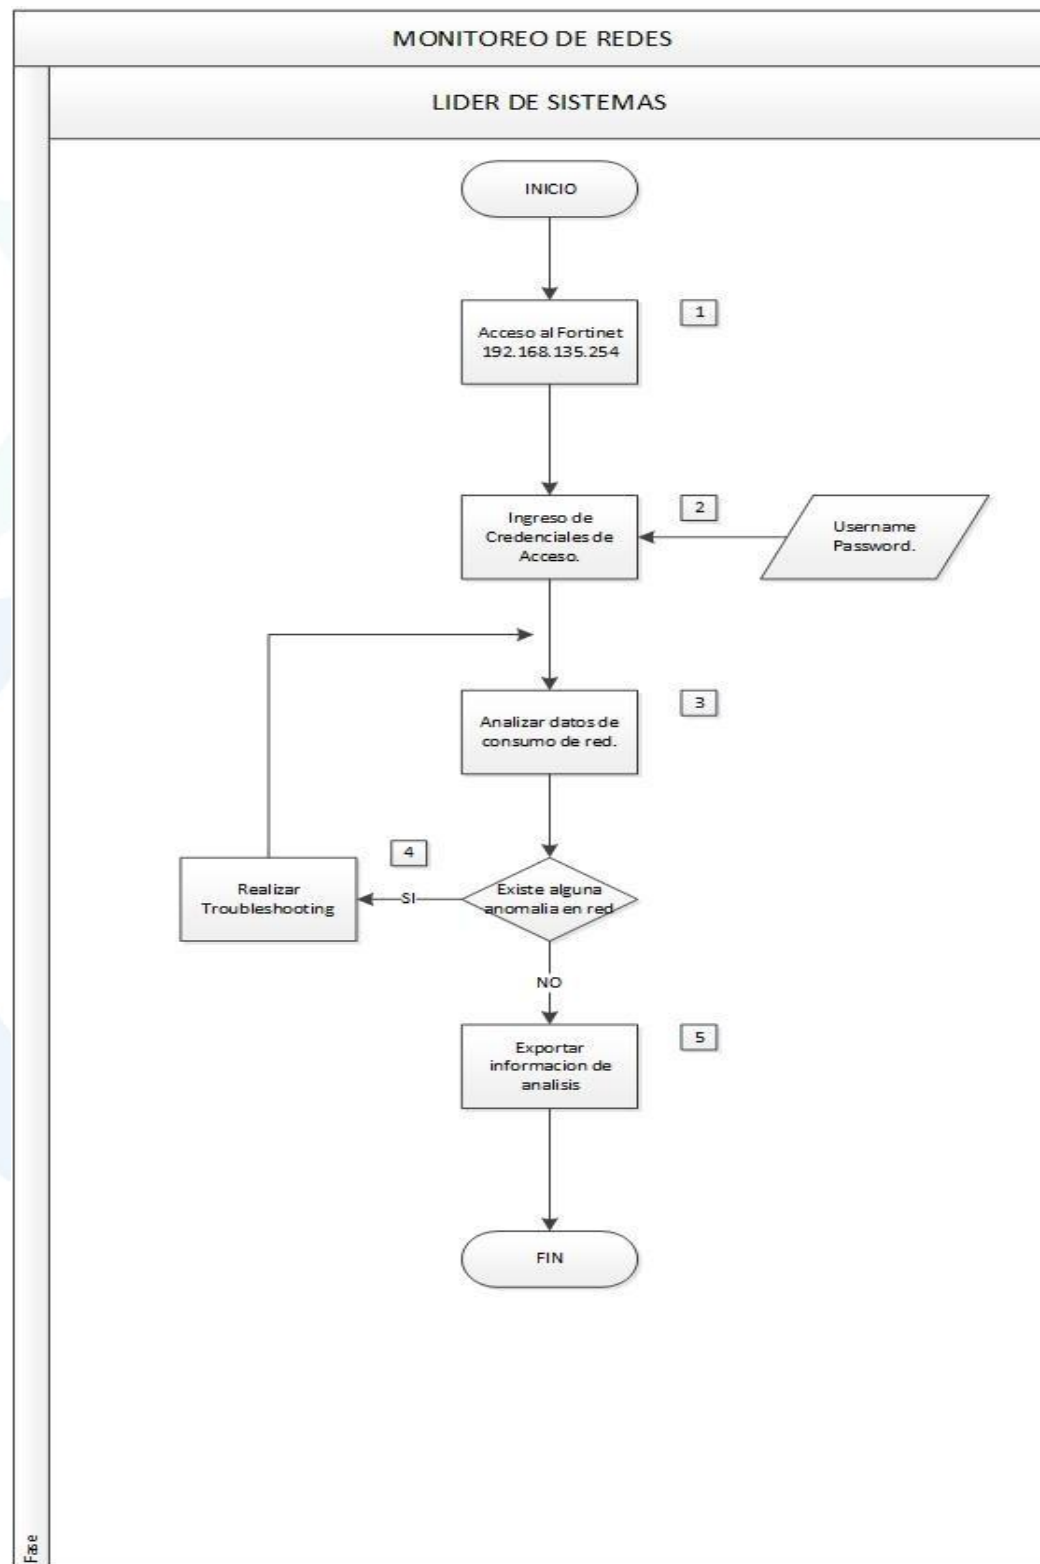 MONITOREO DE REDES
LIDER DE SISTEMAS
INICIO
1
Acceso al Fortinet
192.168.135.254
2
Ingreso de
Credenciales de
Acceso.
Username
Password.
3
Analizar datos de
consumo de red.
4
Realizar
Troubleshooting
SI
Existe alguna
anomalia en red
NO
5
Exportar
informacion de
analisis
FIN
Fase